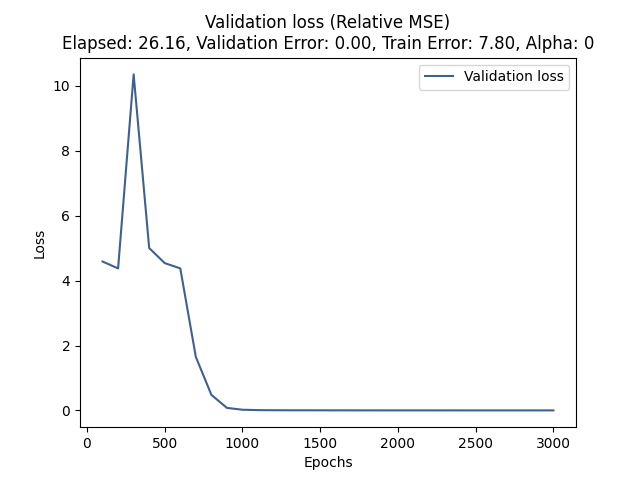 Validation loss (Relative MSE)
Elapsed: 26.16, Validation Error: 0.00, Train Error: 7.80, Alpha: 0
Validation loss
Loss
10
8
6
4
2
0
0 500 1000 1500 2000 2500 3000
Epochs